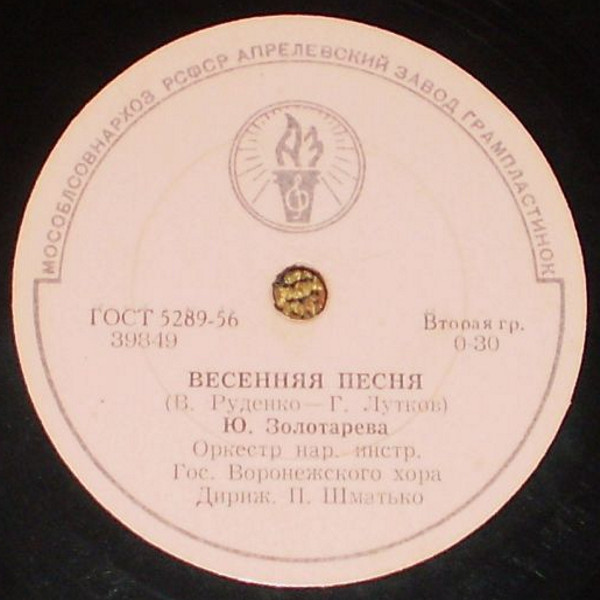 МОСОБЛСОВНАРХОЗ РСФСР АПРЕЛЕВСКИЙ ЗАВОД ГРАМПЛАСТИНОК
АЗ
ГОСТ 5289-56
39849
Вторая гр.
0-30
ВЕСЕННЯЯ ПЕСНЯ
(В. Руденко — Г. Лутков)
Ю. Золотарева
Оркестр нар. инстр.
Гос. Воронежского хора
Дириж. П. Шматько